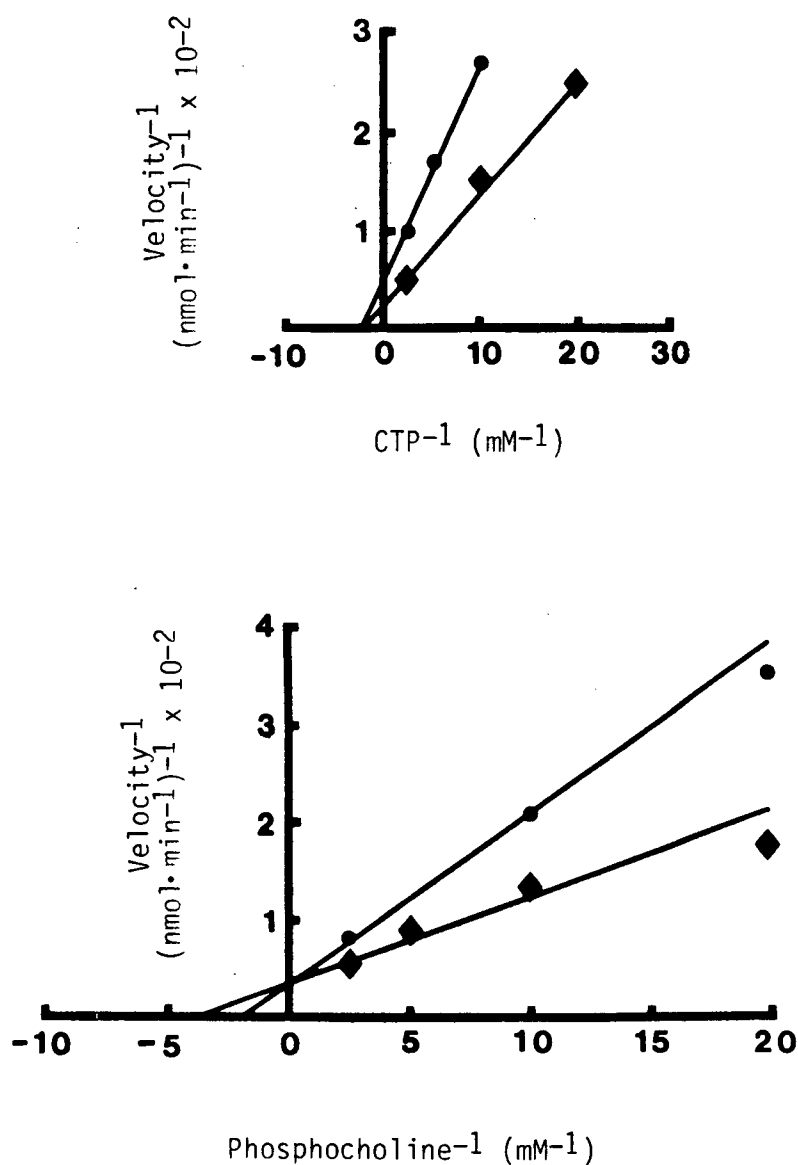 Velocity-1
(nmol·min-1)-1 x 10-2
3
2
1
-10 0 10 20 30
CTP-1 (mM-1)
Velocity-1
(nmol·min-1)-1 x 10-2
4
3
2
1
-10 -5 0 5 10 15 20
Phosphocholine-1 (mM-1)